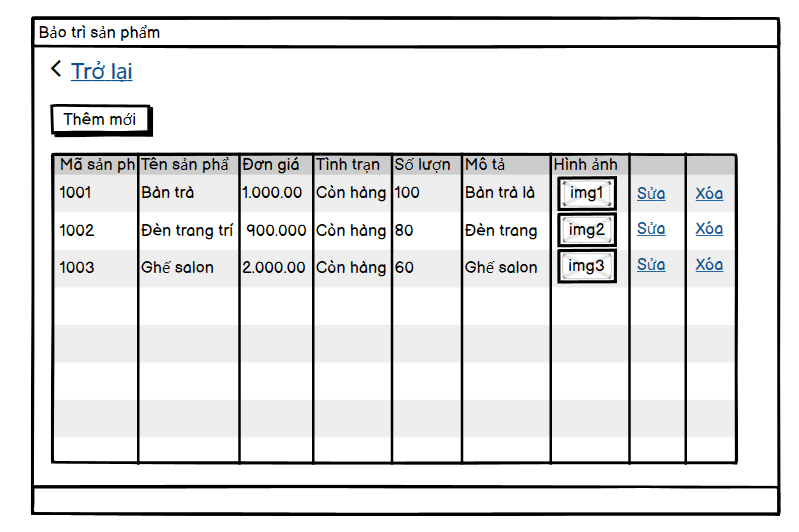 Bảo trì sản phẩm
< Trở lại
Thêm mới
Mã sản ph Tên sản phẩ Đơn giá Tình trạn Số lượn Mô tả Hình ảnh
1001 Bàn trà 1.000.00 Còn hàng 100 Bàn trà là img1 Sửa Xóa
1002 Đèn trang trí 900.000 Còn hàng 80 Đèn trang img2 Sửa Xóa
1003 Ghế salon 2.000.00 Còn hàng 60 Ghế salon img3 Sửa Xóa